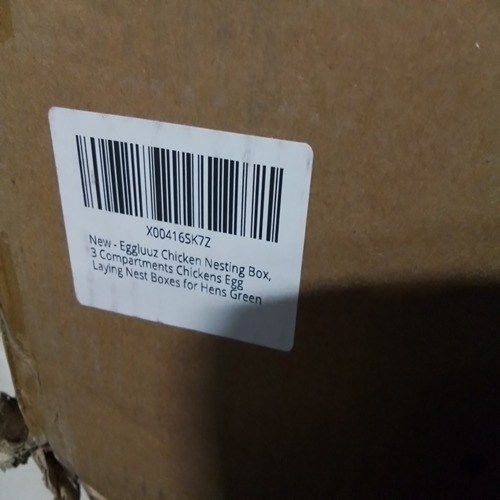 X00416SK7Z
New - Eggluuz Chicken Nesting Box,
3 Compartments Chickens Egg
Laying Nest Boxes for Hens Green